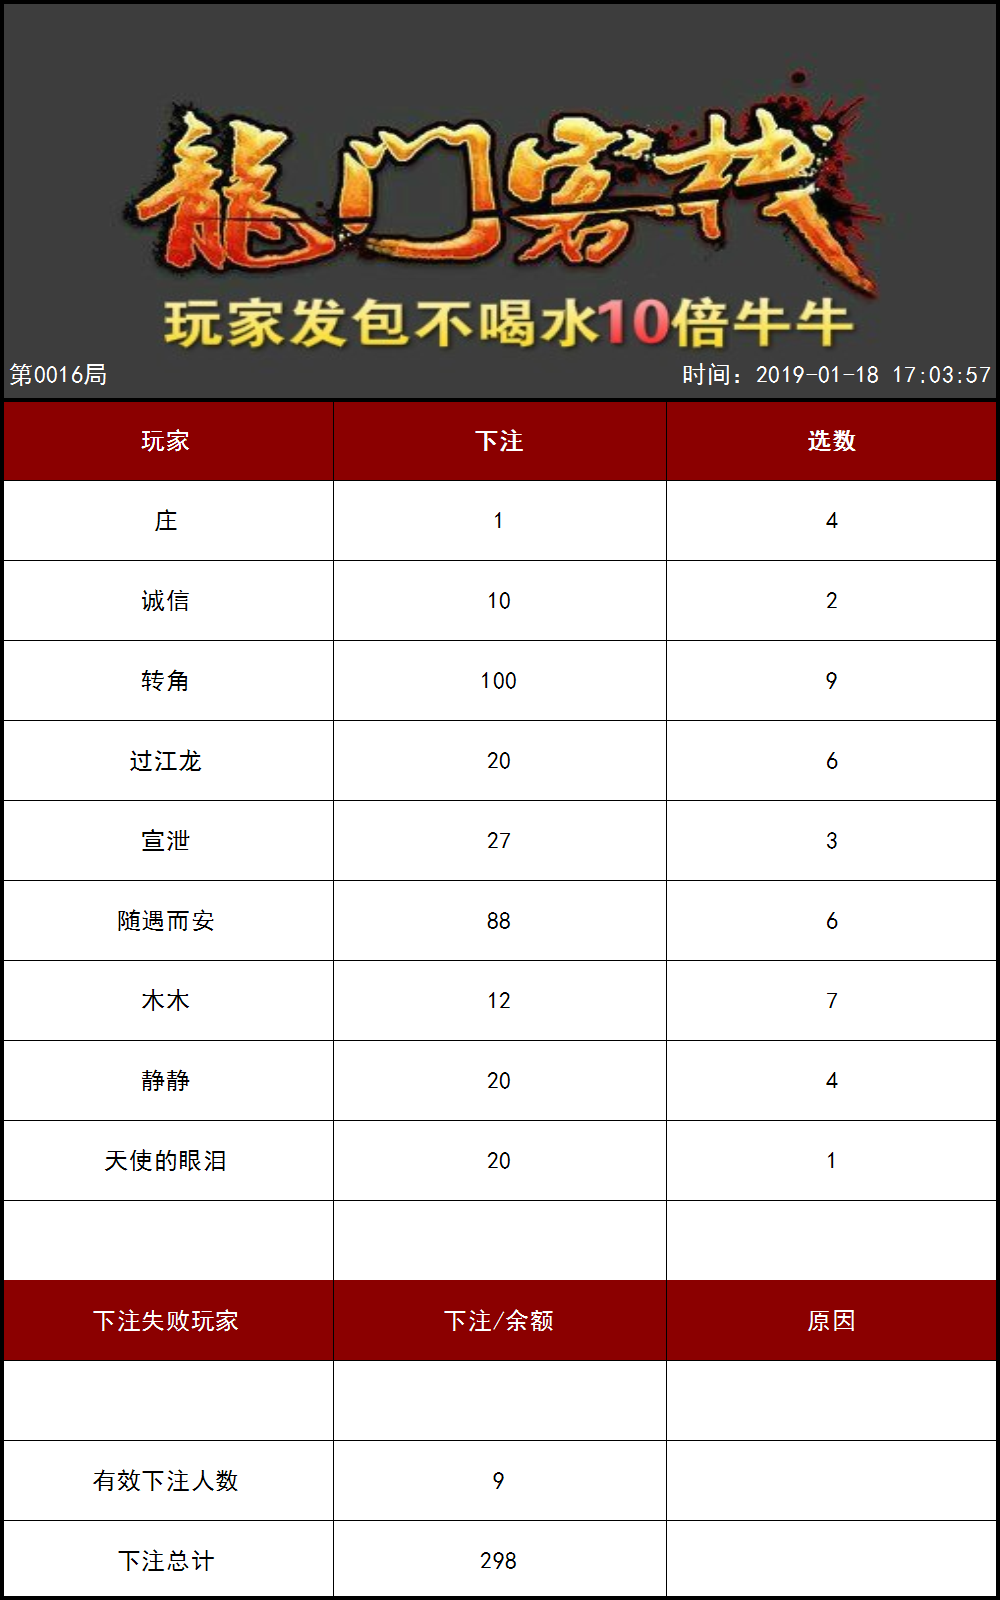 龍门客栈
玩家发包不喝水10倍牛牛
第0016局 时间：2019-01-18 17:03:57
玩家 下注 选数
庄 1 4
诚信 10 2
转角 100 9
过江龙 20 6
宣泄 27 3
随遇而安 88 6
木木 12 7
静静 20 4
天使的眼泪 20 1
下注失败玩家 下注/余额 原因
有效下注人数 9
下注总计 298